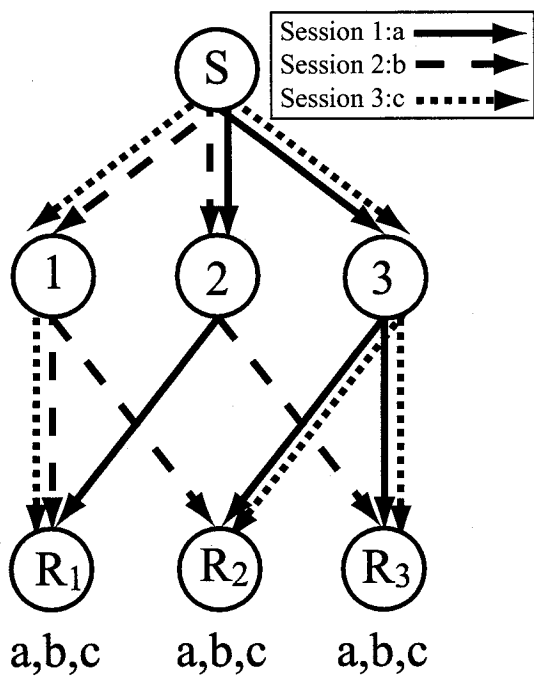 Session 1:a
Session 2:b
Session 3:c
S
1 2 3
R1 R2 R3
a,b,c a,b,c a,b,c